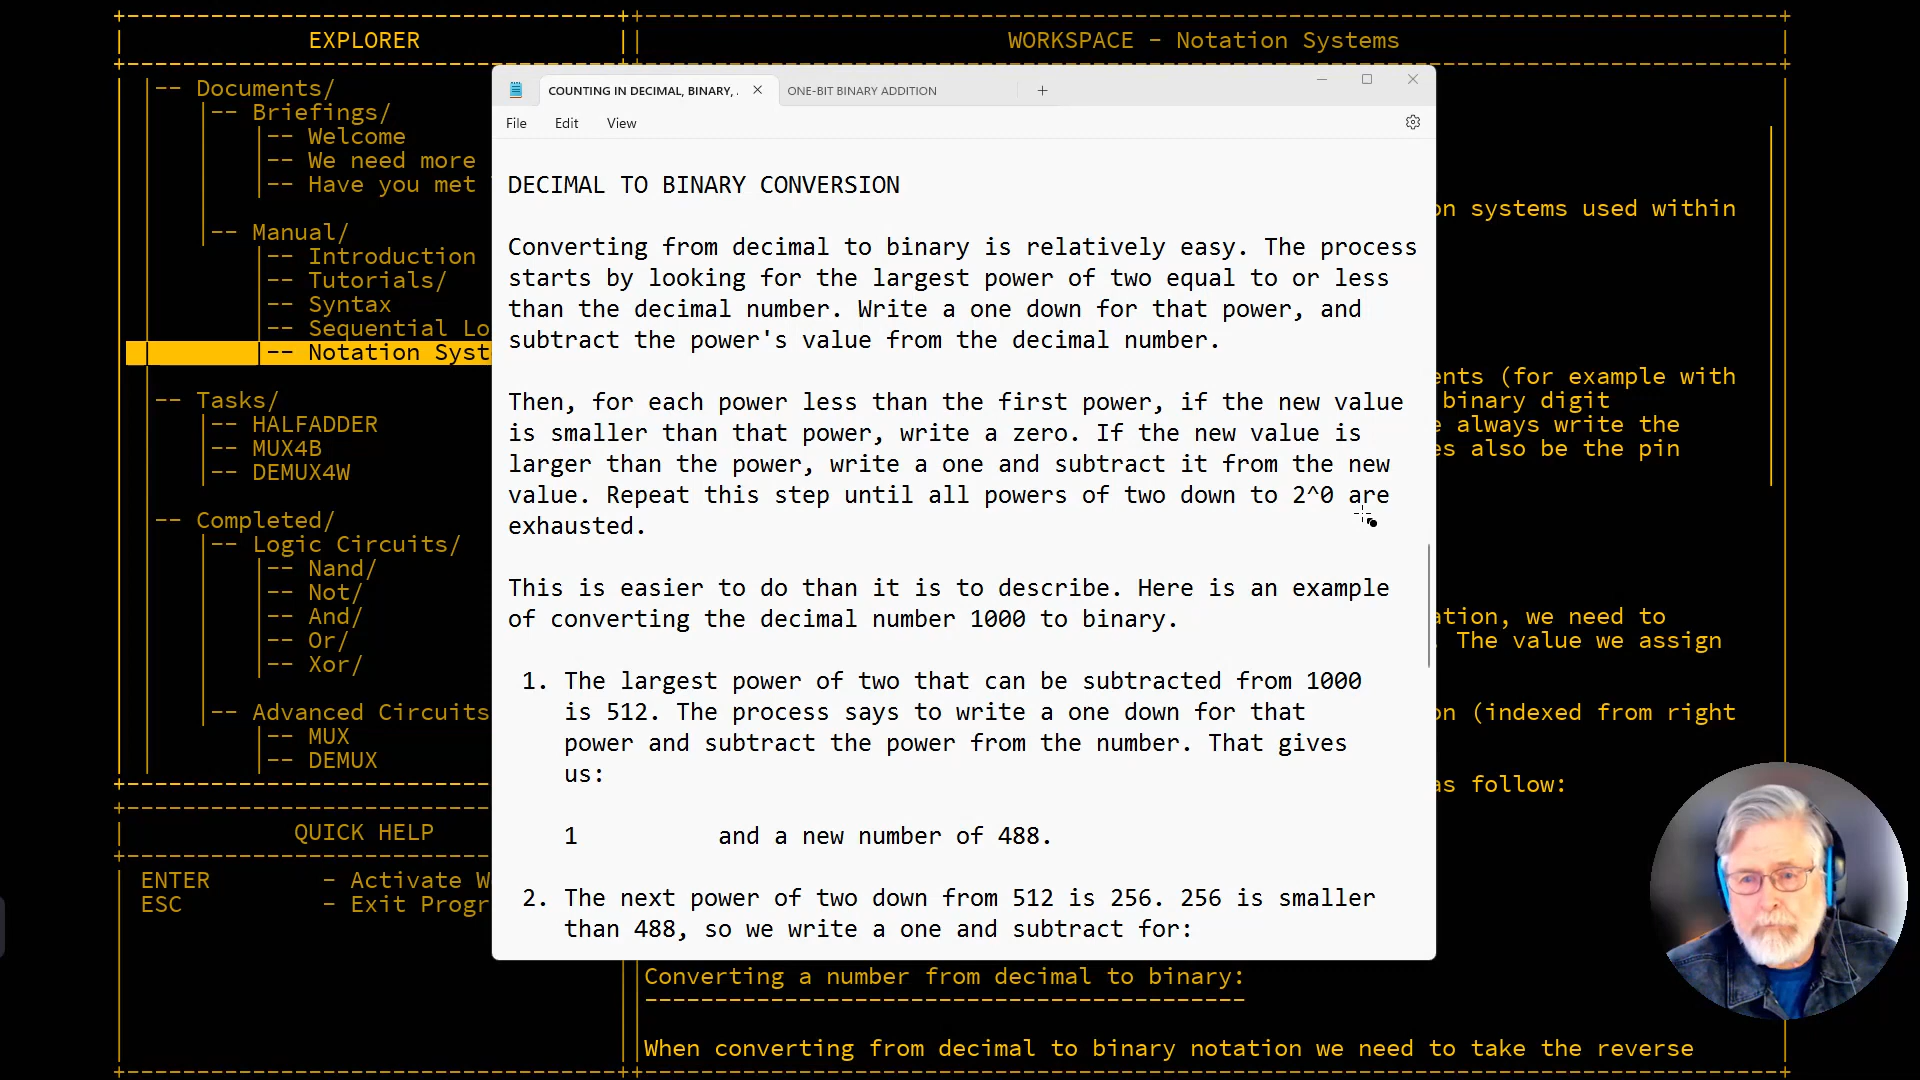 EXPLORER
WORKSPACE - Notation Systems
-- Documents/
-- Briefings/
-- Welcome
-- We need more
-- Have you met
-- Manual/
-- Introduction
-- Tutorials/
-- Syntax
-- Sequential Lo
-- Notation Syst
-- Tasks/
-- HALFADDER
-- MUX4B
-- DEMUX4W
-- Completed/
-- Logic Circuits/
-- Nand/
-- Not/
-- And/
-- Or/
-- Xor/
-- Advanced Circuits
-- MUX
-- DEMUX
QUICK HELP
ENTER - Activate W
ESC - Exit Progr
COUNTING IN DECIMAL, BINARY, .
ONE-BIT BINARY ADDITION
File Edit View
DECIMAL TO BINARY CONVERSION
Converting from decimal to binary is relatively easy. The process
starts by looking for the largest power of two equal to or less
than the decimal number. Write a one down for that power, and
subtract the power's value from the decimal number.
Then, for each power less than the first power, if the new value
is smaller than that power, write a zero. If the new value is
larger than the power, write a one and subtract it from the new
value. Repeat this step until all powers of two down to 2^0 are
exhausted.
This is easier to do than it is to describe. Here is an example
of converting the decimal number 1000 to binary.
1. The largest power of two that can be subtracted from 1000
is 512. The process says to write a one down for that
power and subtract the power from the number. That gives
us:
1 and a new number of 488.
2. The next power of two down from 512 is 256. 256 is smaller
than 488, so we write a one and subtract for:
on systems used within
ents (for example with
binary digit
e always write the
es also be the pin
ation, we need to
. The value we assign
on (indexed from right
as follow:
Converting a number from decimal to binary:
When converting from decimal to binary notation we need to take the reverse